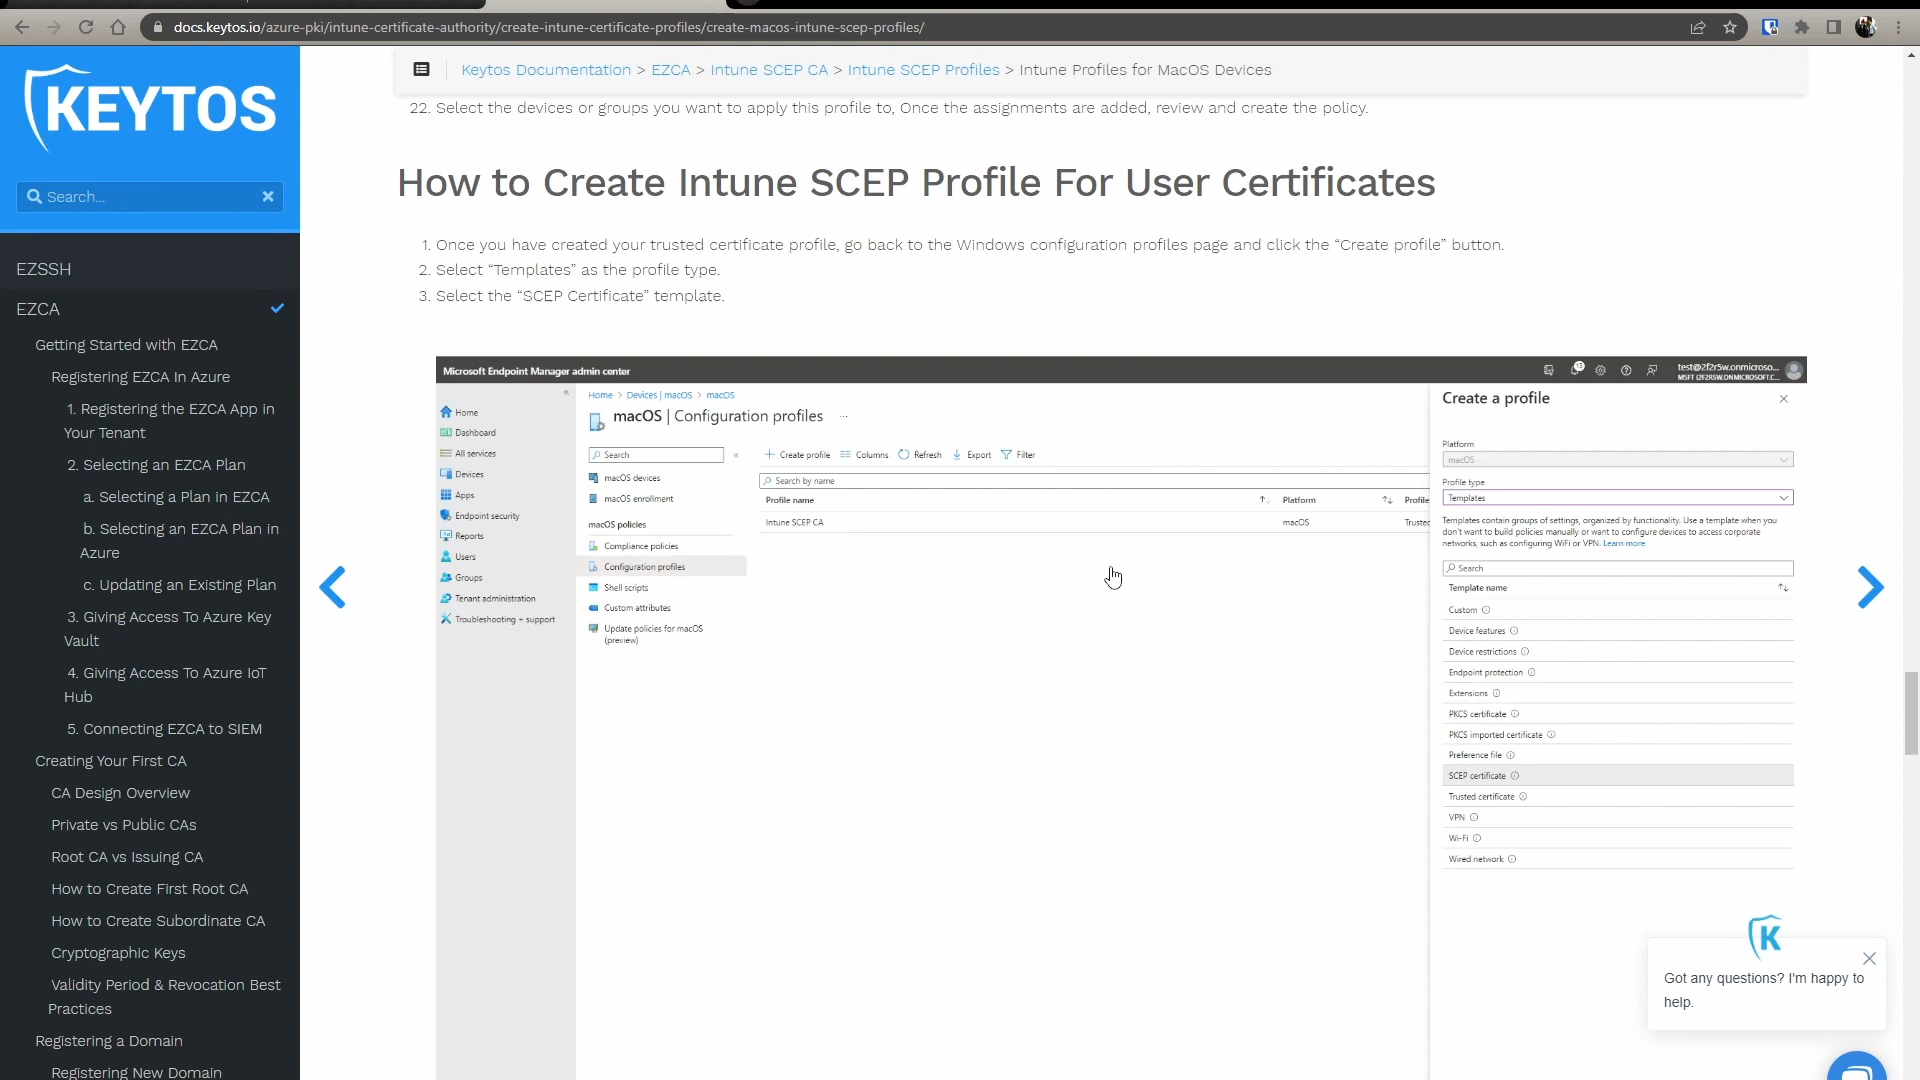 docs.keytos.io/azure-pki/intune-certificate-authority/create-intune-certificate-profiles/create-macos-intune-scep-profiles/
KEYTOS
Search...
EZSSH
EZCA
Getting Started with EZCA
Registering EZCA In Azure
1. Registering the EZCA App in
Your Tenant
2. Selecting an EZCA Plan
a. Selecting a Plan in EZCA
b. Selecting an EZCA Plan in
Azure
c. Updating an Existing Plan
3. Giving Access To Azure Key
Vault
4. Giving Access To Azure IoT
Hub
5. Connecting EZCA to SIEM
Creating Your First CA
CA Design Overview
Private vs Public CAs
Root CA vs Issuing CA
How to Create First Root CA
How to Create Subordinate CA
Cryptographic Keys
Validity Period & Revocation Best
Practices
Registering a Domain
Registering New Domain
Keytos Documentation > EZCA > Intune SCEP CA > Intune SCEP Profiles > Intune Profiles for MacOS Devices
22. Select the devices or groups you want to apply this profile to, Once the assignments are added, review and create the policy.
How to Create Intune SCEP Profile For User Certificates
1. Once you have created your trusted certificate profile, go back to the Windows configuration profiles page and click the “Create profile” button.
2. Select “Templates” as the profile type.
3. Select the “SCEP Certificate” template.
Microsoft Endpoint Manager admin center
test@2f2r5w.onmicroso...
MSFT (2F2R5W.ONMICROSOFT.C...
Home
Dashboard
All services
Devices
Apps
Endpoint security
Reports
Users
Groups
Tenant administration
Troubleshooting + support
Home > Devices | macOS > macOS
macOS | Configuration profiles ...
Search
macOS devices
macOS enrollment
macOS policies
Compliance policies
Configuration profiles
Shell scripts
Custom attributes
Update policies for macOS
(preview)
Create profile Columns Refresh Export Filter
Search by name
Profile name Platform Profile
Intune SCEP CA macOS Trusted
Create a profile
Platform
macOS
Profile type
Templates
Templates contain groups of settings, organized by functionality. Use a template when you
don't want to build policies manually or want to configure devices to access corporate
networks, such as configuring WiFi or VPN. Learn more
Search
Template name
Custom
Device features
Device restrictions
Endpoint protection
Extensions
PKCS certificate
PKCS imported certificate
Preference file
SCEP certificate
Trusted certificate
VPN
Wi-Fi
Wired network
K
Got any questions? I'm happy to
help.